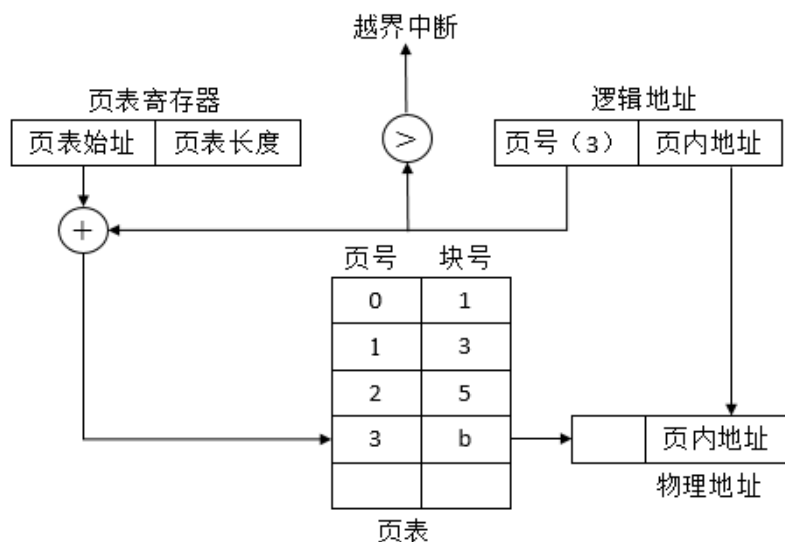 越界中断
页表寄存器
逻辑地址
页表始址 页表长度
>
页号（3） 页内地址
+
页号 块号
0 1
1 3
2 5
3 b
页内地址
物理地址
页表